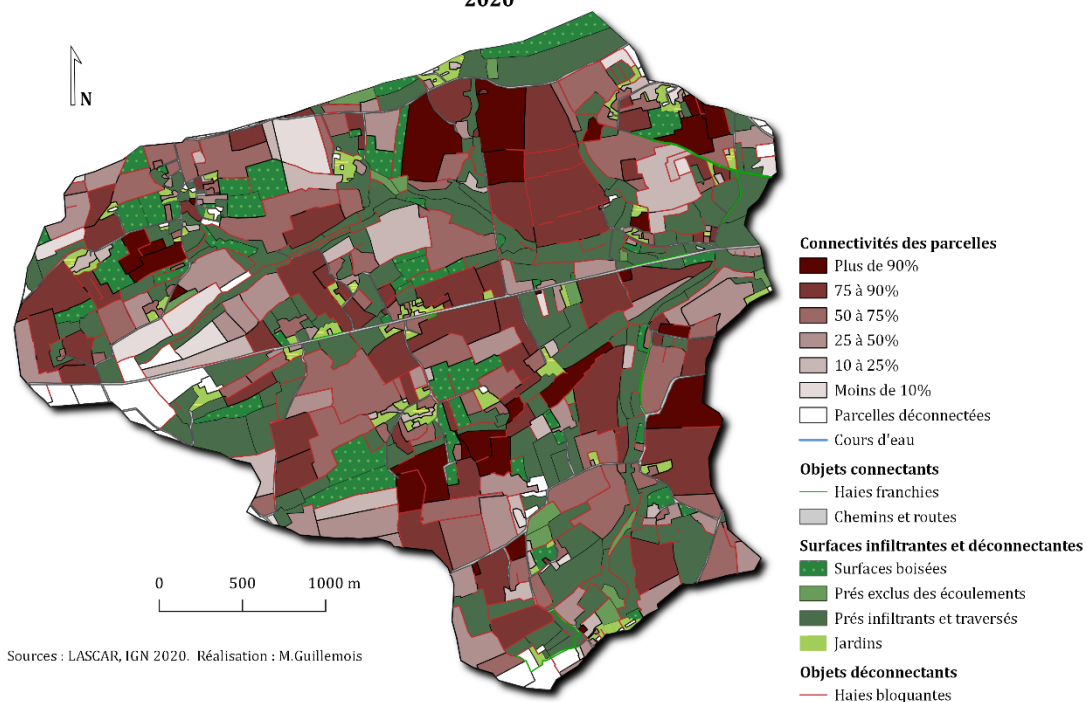 2020
N
Connectivités des parcelles
Plus de 90%
75 à 90%
50 à 75%
25 à 50%
10 à 25%
Moins de 10%
Parcelles déconnectées
Cours d'eau
Objets connectants
Haies franchies
Chemins et routes
Surfaces infiltrantes et déconnectantes
Surfaces boisées
Prés exclus des écoulements
Prés infiltrants et traversés
Jardins
Objets déconnectants
Haies bloquantes
0 500 1000 m
Sources : LASCAR, IGN 2020. Réalisation : M.Guillemois